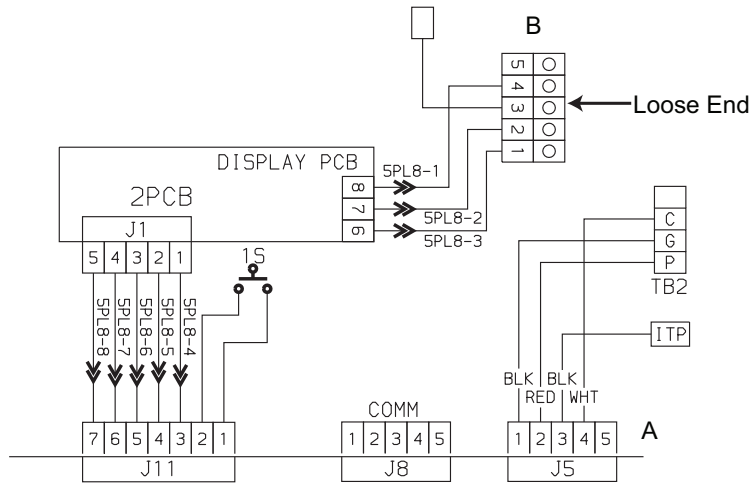 B
5
4
3
2
1
Loose End
DISPLAY PCB
2PCB
8
7
6
5PL8-1
5PL8-2
5PL8-3
J1
5 4 3 2 1
1S
5PL8-8
5PL8-7
5PL8-6
5PL8-5
5PL8-4
C
G
P
TB2
ITP
BLK BLK
RED WHT
COMM
A
7 6 5 4 3 2 1
1 2 3 4 5
1 2 3 4 5
J11
J8
J5